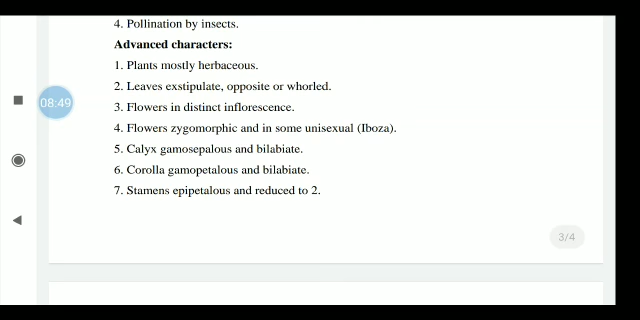 4. Pollination by insects.
Advanced characters:
1. Plants mostly herbaceous.
2. Leaves exstipulate, opposite or whorled.
08:49
3. Flowers in distinct inflorescence.
4. Flowers zygomorphic and in some unisexual (Iboza).
5. Calyx gamosepalous and bilabiate.
6. Corolla gamopetalous and bilabiate.
7. Stamens epipetalous and reduced to 2.
3/4